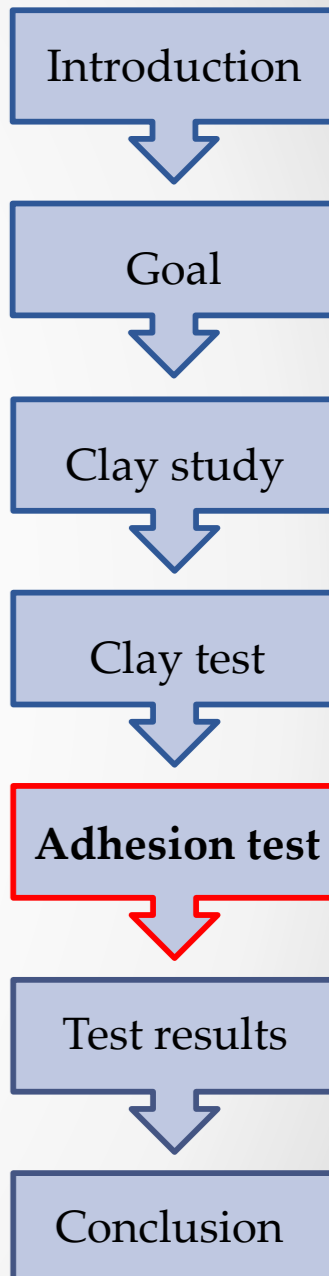 Introduction
Goal
Clay study
Clay test
Adhesion test
Test results
Conclusion